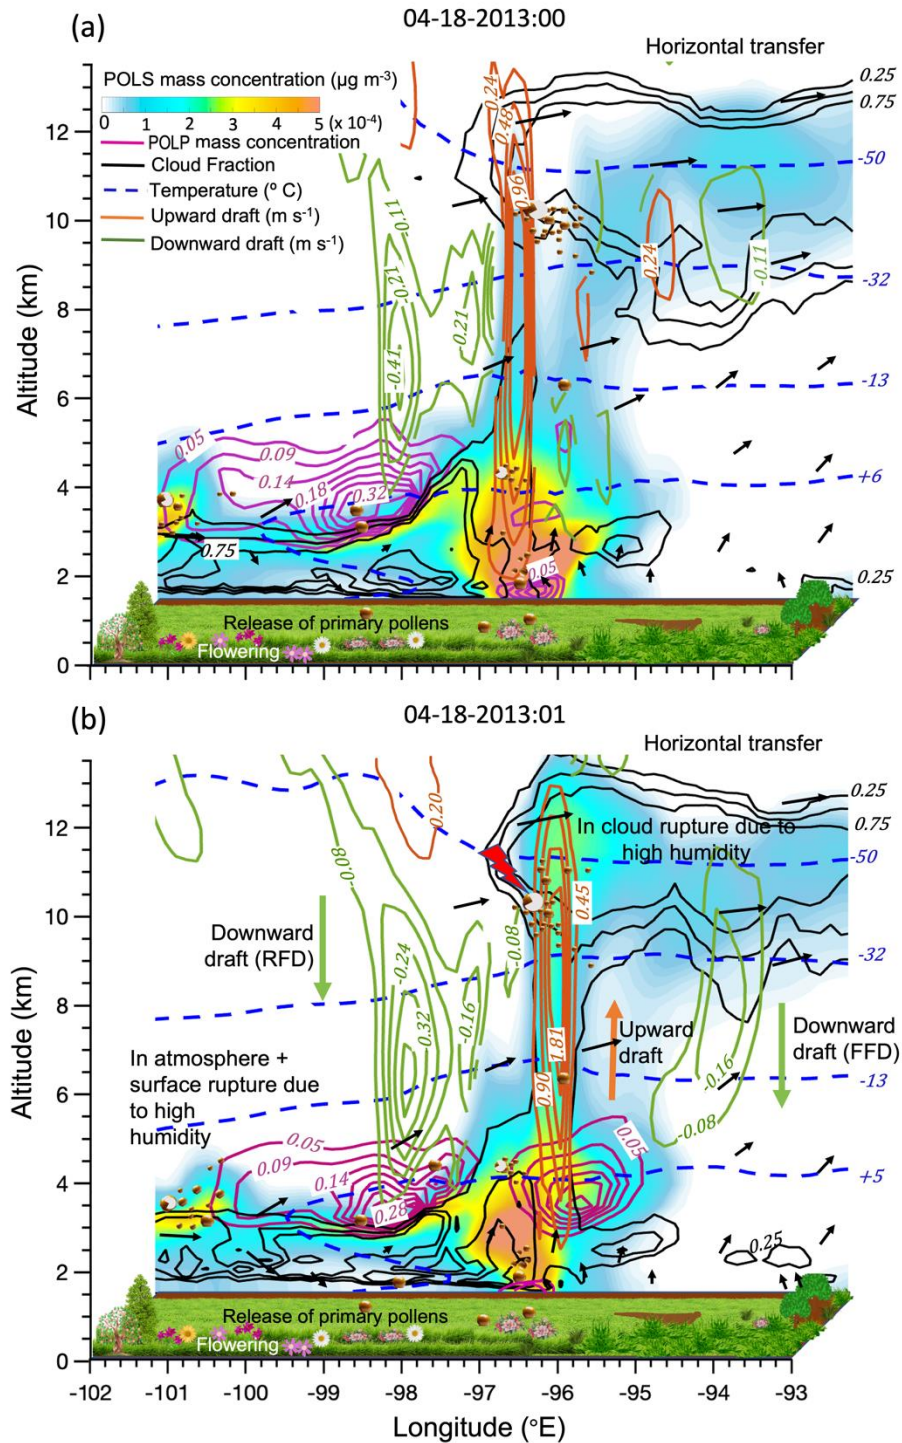 (a)
04-18-2013:00
Horizontal transfer
POLS mass concentration (µg m-3)
0 1 2 3 4 5 (x 10-4)
POLP mass concentration
Cloud Fraction
Temperature (º C)
Upward draft (m s-1)
Downward draft (m s-1)
0.25
0.75
-50
-32
-13
+6
0.25
0.24
0.48
0.96
-0.11
-0.21
-0.41
-0.21
0.24
-0.11
0.05
0.09
0.14
0.18
0.32
0.75
0.05
Altitude (km)
12
10
8
6
4
2
0
Release of primary pollens
Flowering
(b)
04-18-2013:01
Horizontal transfer
0.25
0.75
-50
-32
-13
+5
0.20
In cloud rupture due to
high humidity
-0.08
0.45
Downward
draft (RFD)
-0.24
0.32
-0.16
-0.08
1.81
0.90
Upward
draft
Downward
draft (FFD)
-0.16
-0.08
In atmosphere +
surface rupture due
to high
humidity
0.05
0.09
0.14
0.28
0.05
0.25
Altitude (km)
12
10
8
6
4
2
0
Release of primary pollens
Flowering
-102 -101 -100 -99 -98 -97 -96 -95 -94 -93
Longitude (°E)